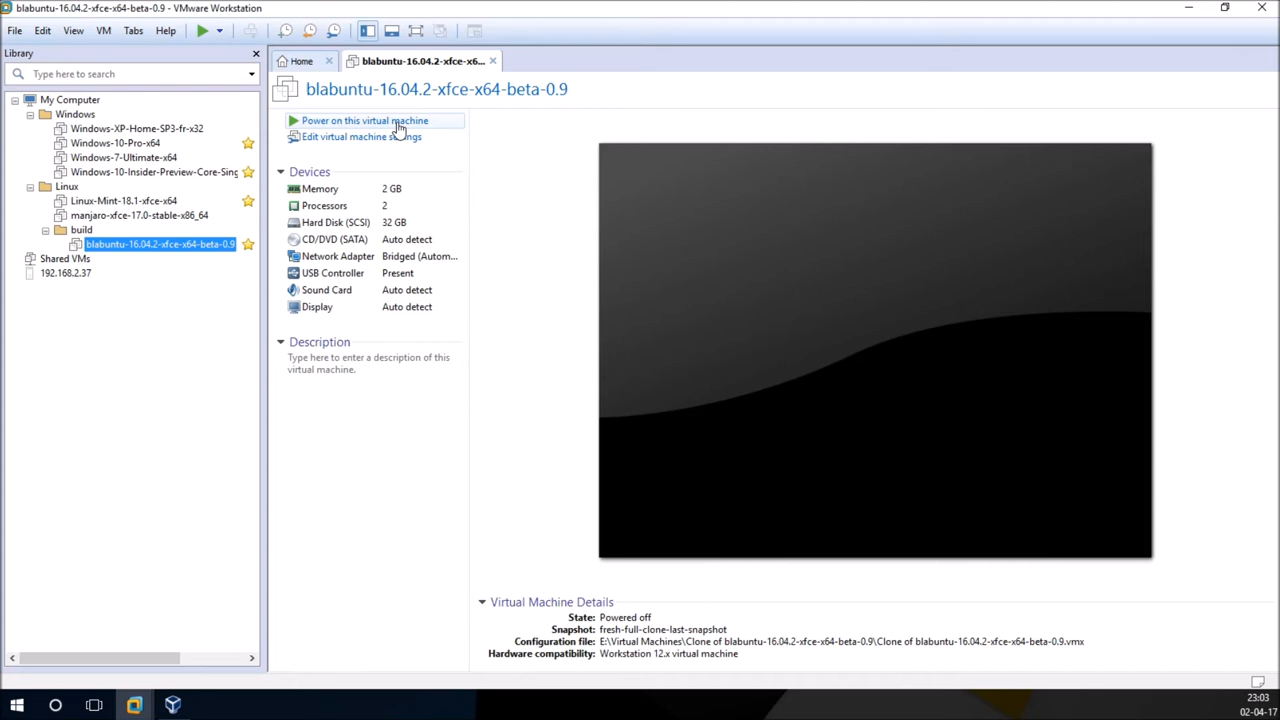 blabuntu-16.04.2-xfce-x64-beta-0.9 - VMware Workstation
File Edit View VM Tabs Help
Library
Type here to search
My Computer
Windows
Windows-XP-Home-SP3-fr-x32
Windows-10-Pro-x64
Windows-7-Ultimate-x64
Windows-10-Insider-Preview-Core-Sing
Linux
Linux-Mint-18.1-xfce-x64
manjaro-xfce-17.0-stable-x86_64
build
blabuntu-16.04.2-xfce-x64-beta-0.9
Shared VMs
192.168.2.37
Home
blabuntu-16.04.2-xfce-x6...
blabuntu-16.04.2-xfce-x64-beta-0.9
Power on this virtual machine
Edit virtual machine settings
Devices
Memory 2 GB
Processors 2
Hard Disk (SCSI) 32 GB
CD/DVD (SATA) Auto detect
Network Adapter Bridged (Autom...
USB Controller Present
Sound Card Auto detect
Display Auto detect
Description
Type here to enter a description of this
virtual machine.
Virtual Machine Details
State: Powered off
Snapshot: fresh-full-clone-last-snapshot
Configuration file: E:\Virtual Machines\Clone of blabuntu-16.04.2-xfce-x64-beta-0.9\Clone of blabuntu-16.04.2-xfce-x64-beta-0.9.vmx
Hardware compatibility: Workstation 12.x virtual machine
23:03
02-04-17